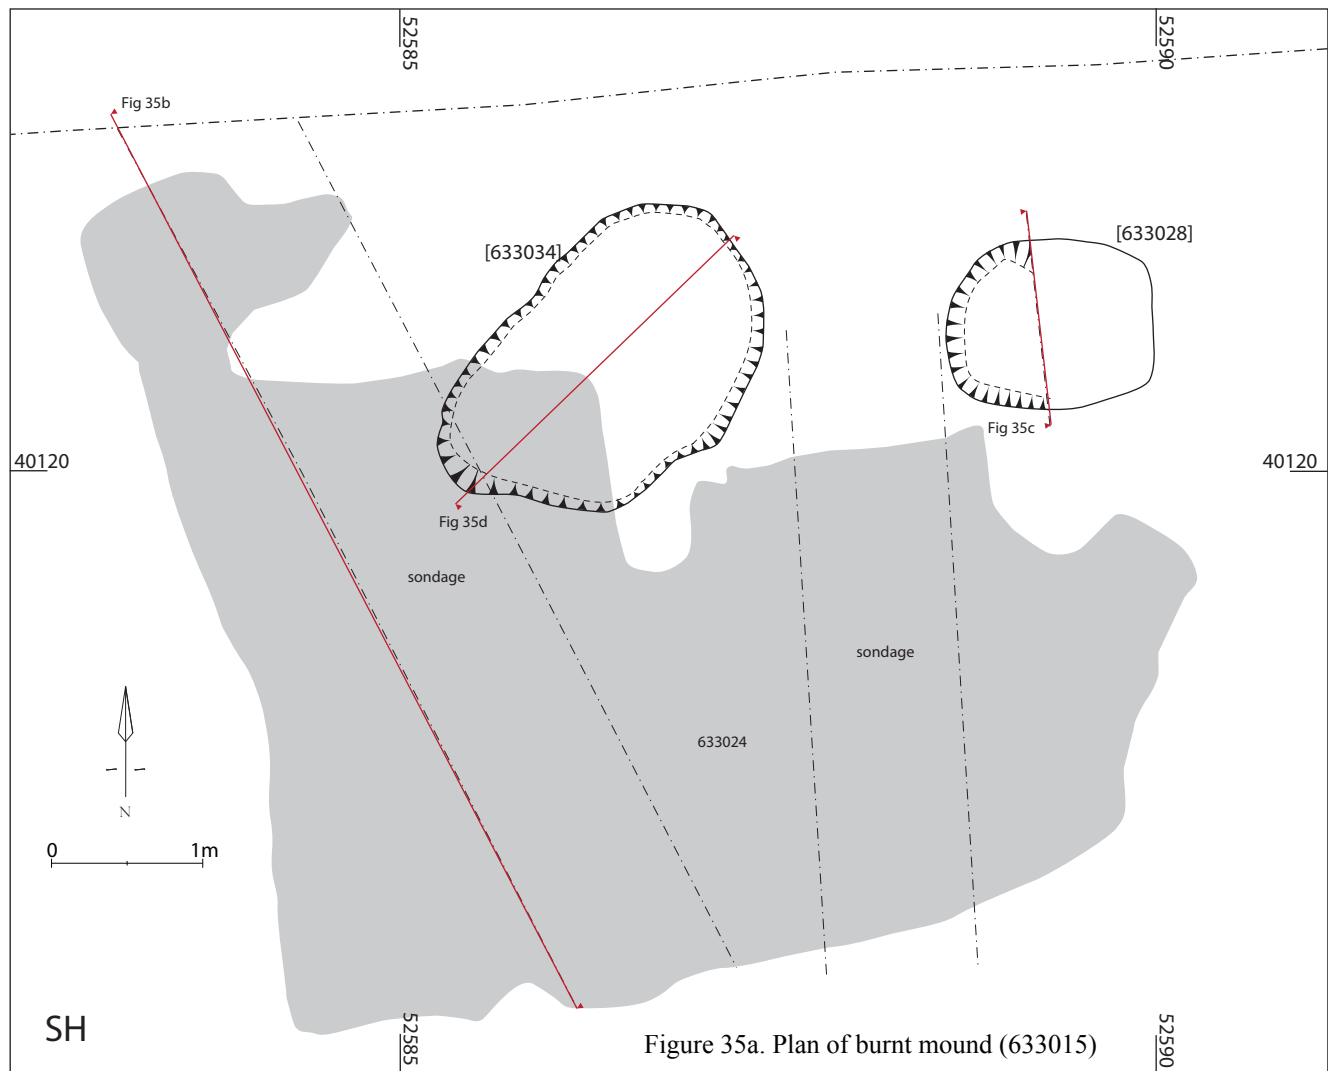 52585
52590
Fig 35b
[633034]
[633028]
Fig 35c
40120
40120
Fig 35d
sondage
sondage
633024
N
0 1m
52585
52590
SH
Figure 35a. Plan of burnt mound (633015)